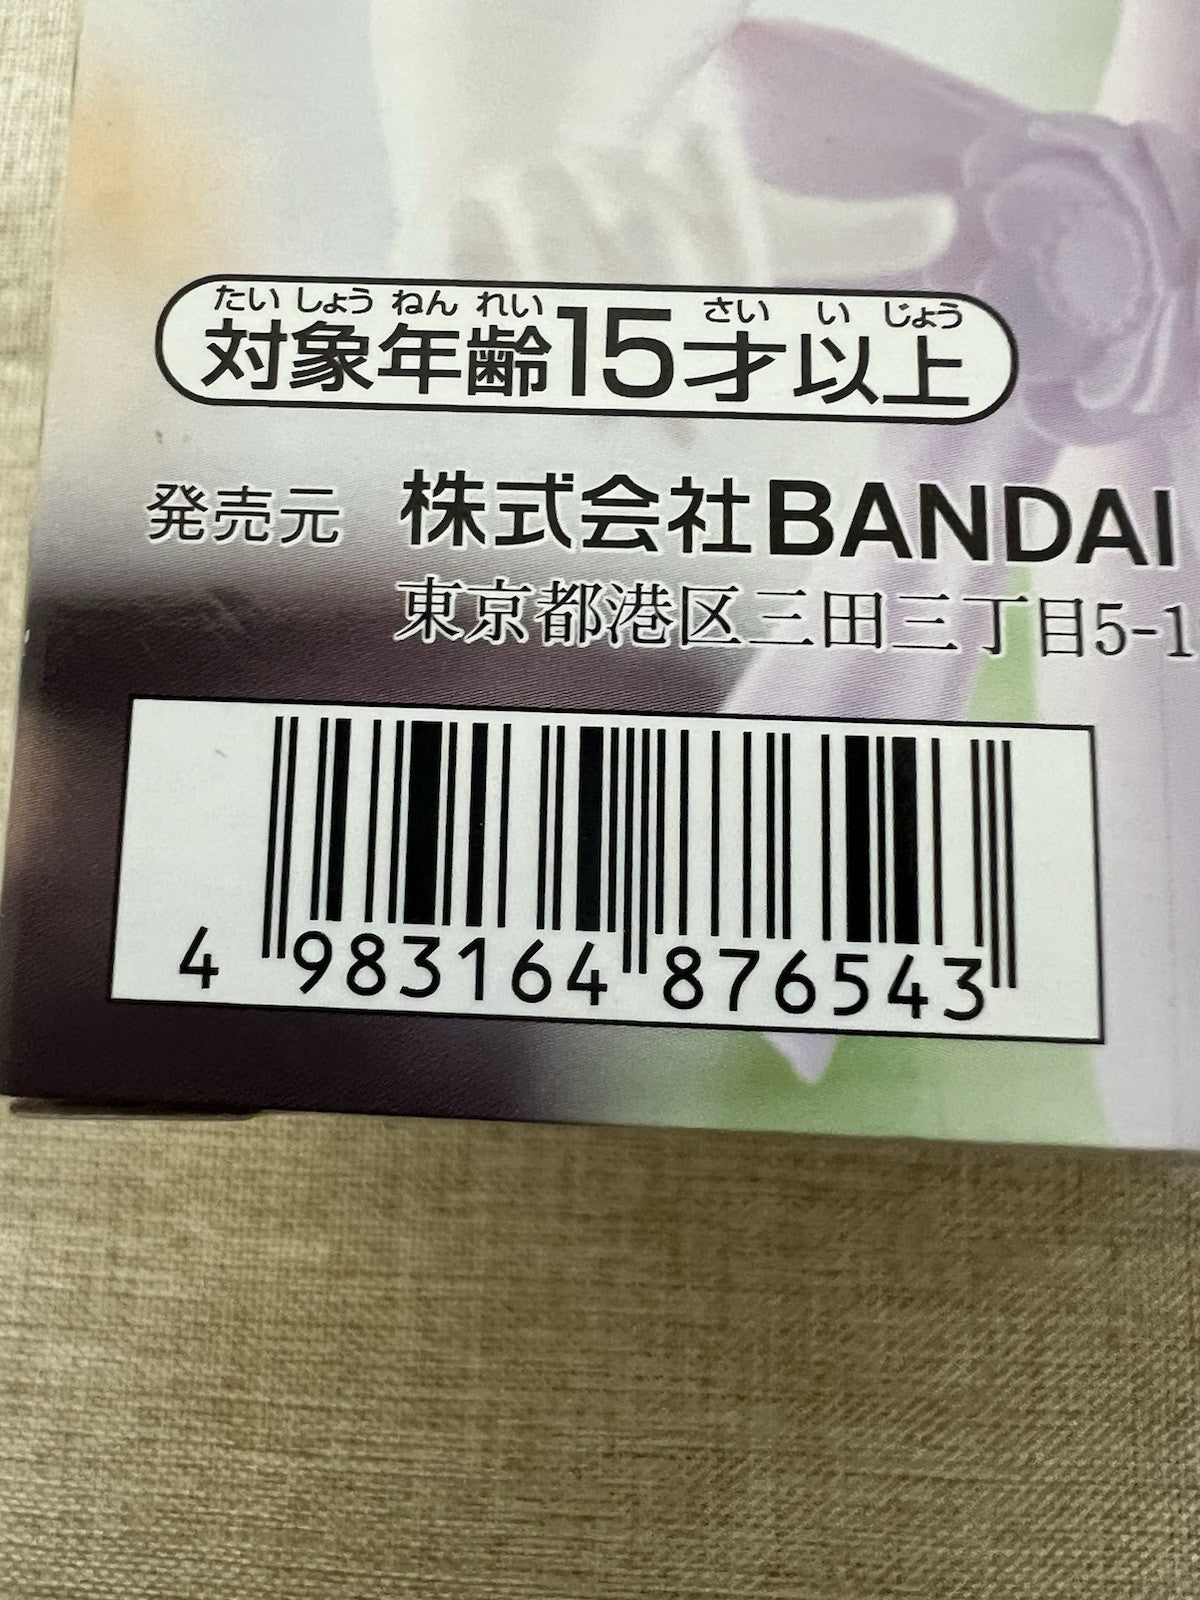 たい しょう ねん れい さい い じょう
対象年齢15才以上
発売元 株式会社BANDAI
東京都港区三田三丁目5-1
4 983164 876543